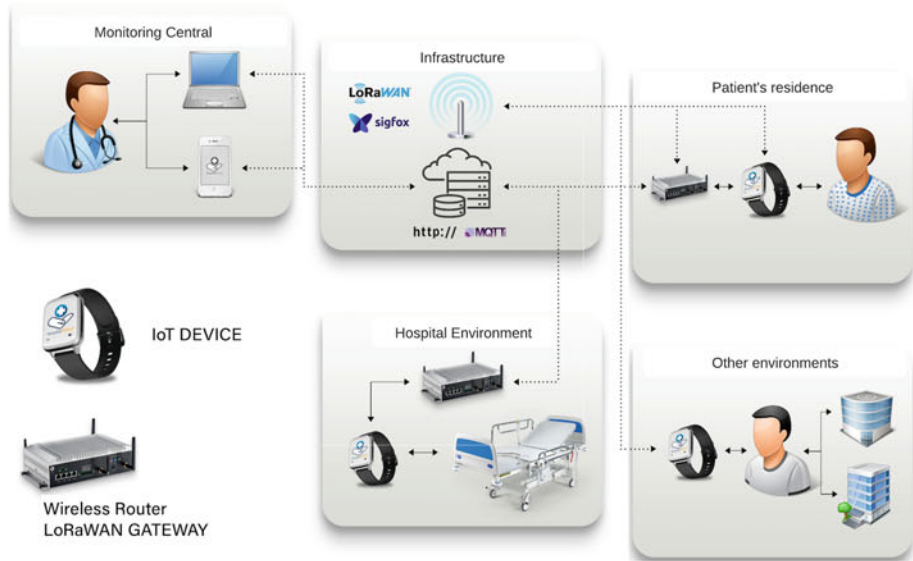 Monitoring Central
Infrastructure
LoRaWAN
sigfox
http://
MQTT
Patient's residence
IoT DEVICE
Hospital Environment
Other environments
Wireless Router
LoRaWAN GATEWAY